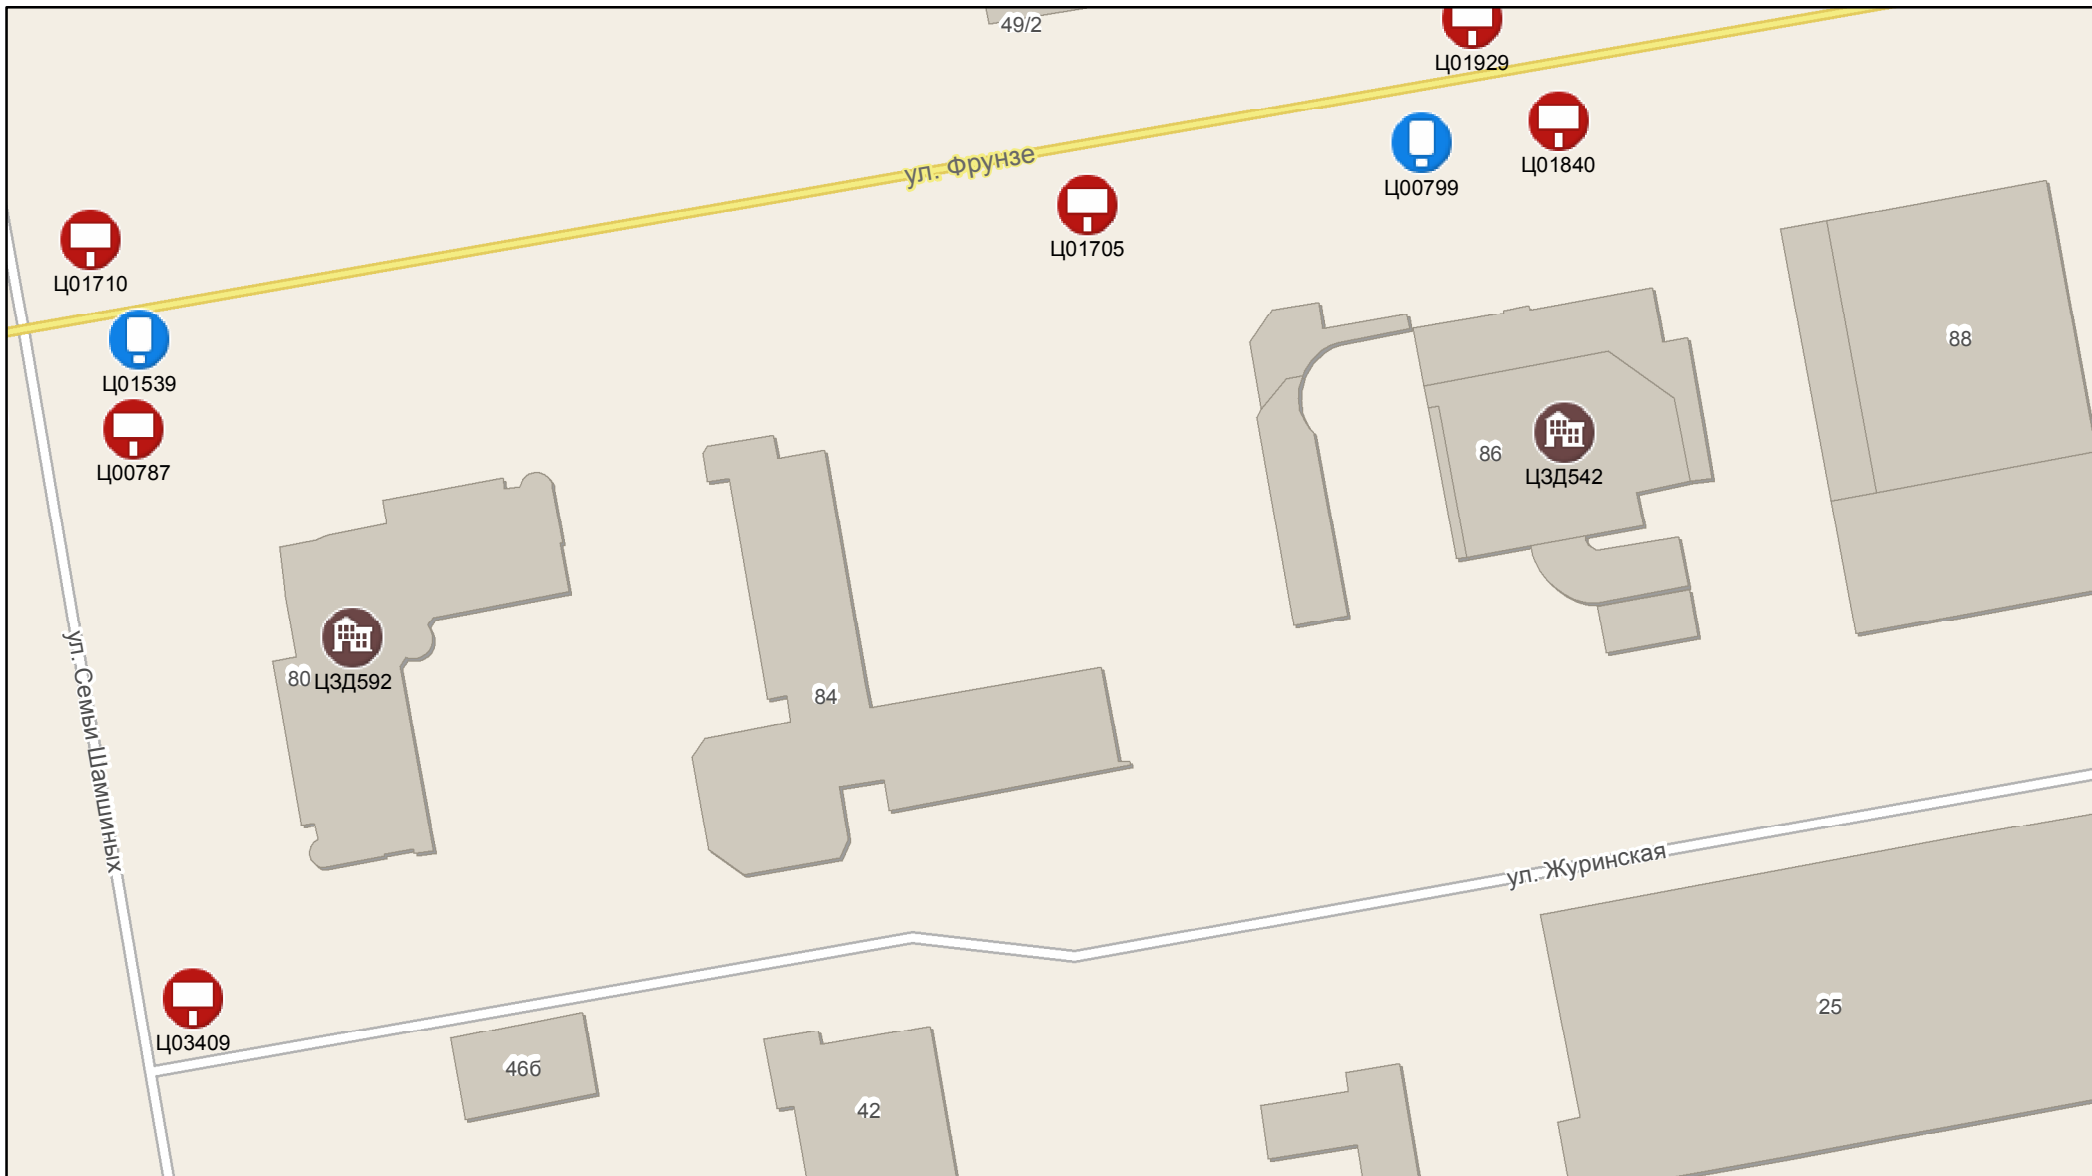 49/2
Ц01929
Ц01840
Ц00799
ул. Фрунзе
Ц01705
Ц01710
Ц01539
Ц00787
88
86
ЦЗД542
80
ЦЗД592
84
ул. Семьи Шамшиных
ул. Журинская
25
Ц03409
46б
42